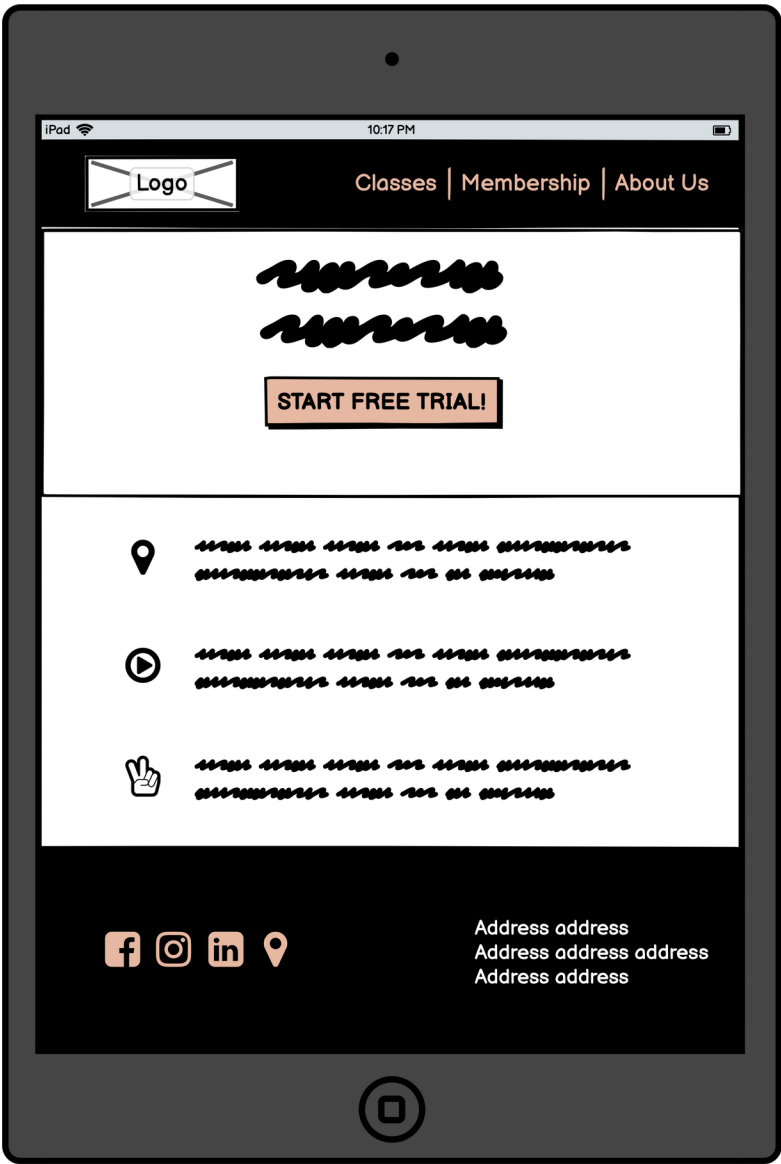 iPad 10:17 PM
Logo Classes | Membership | About Us
START FREE TRIAL!
Address address
Address address address
Address address